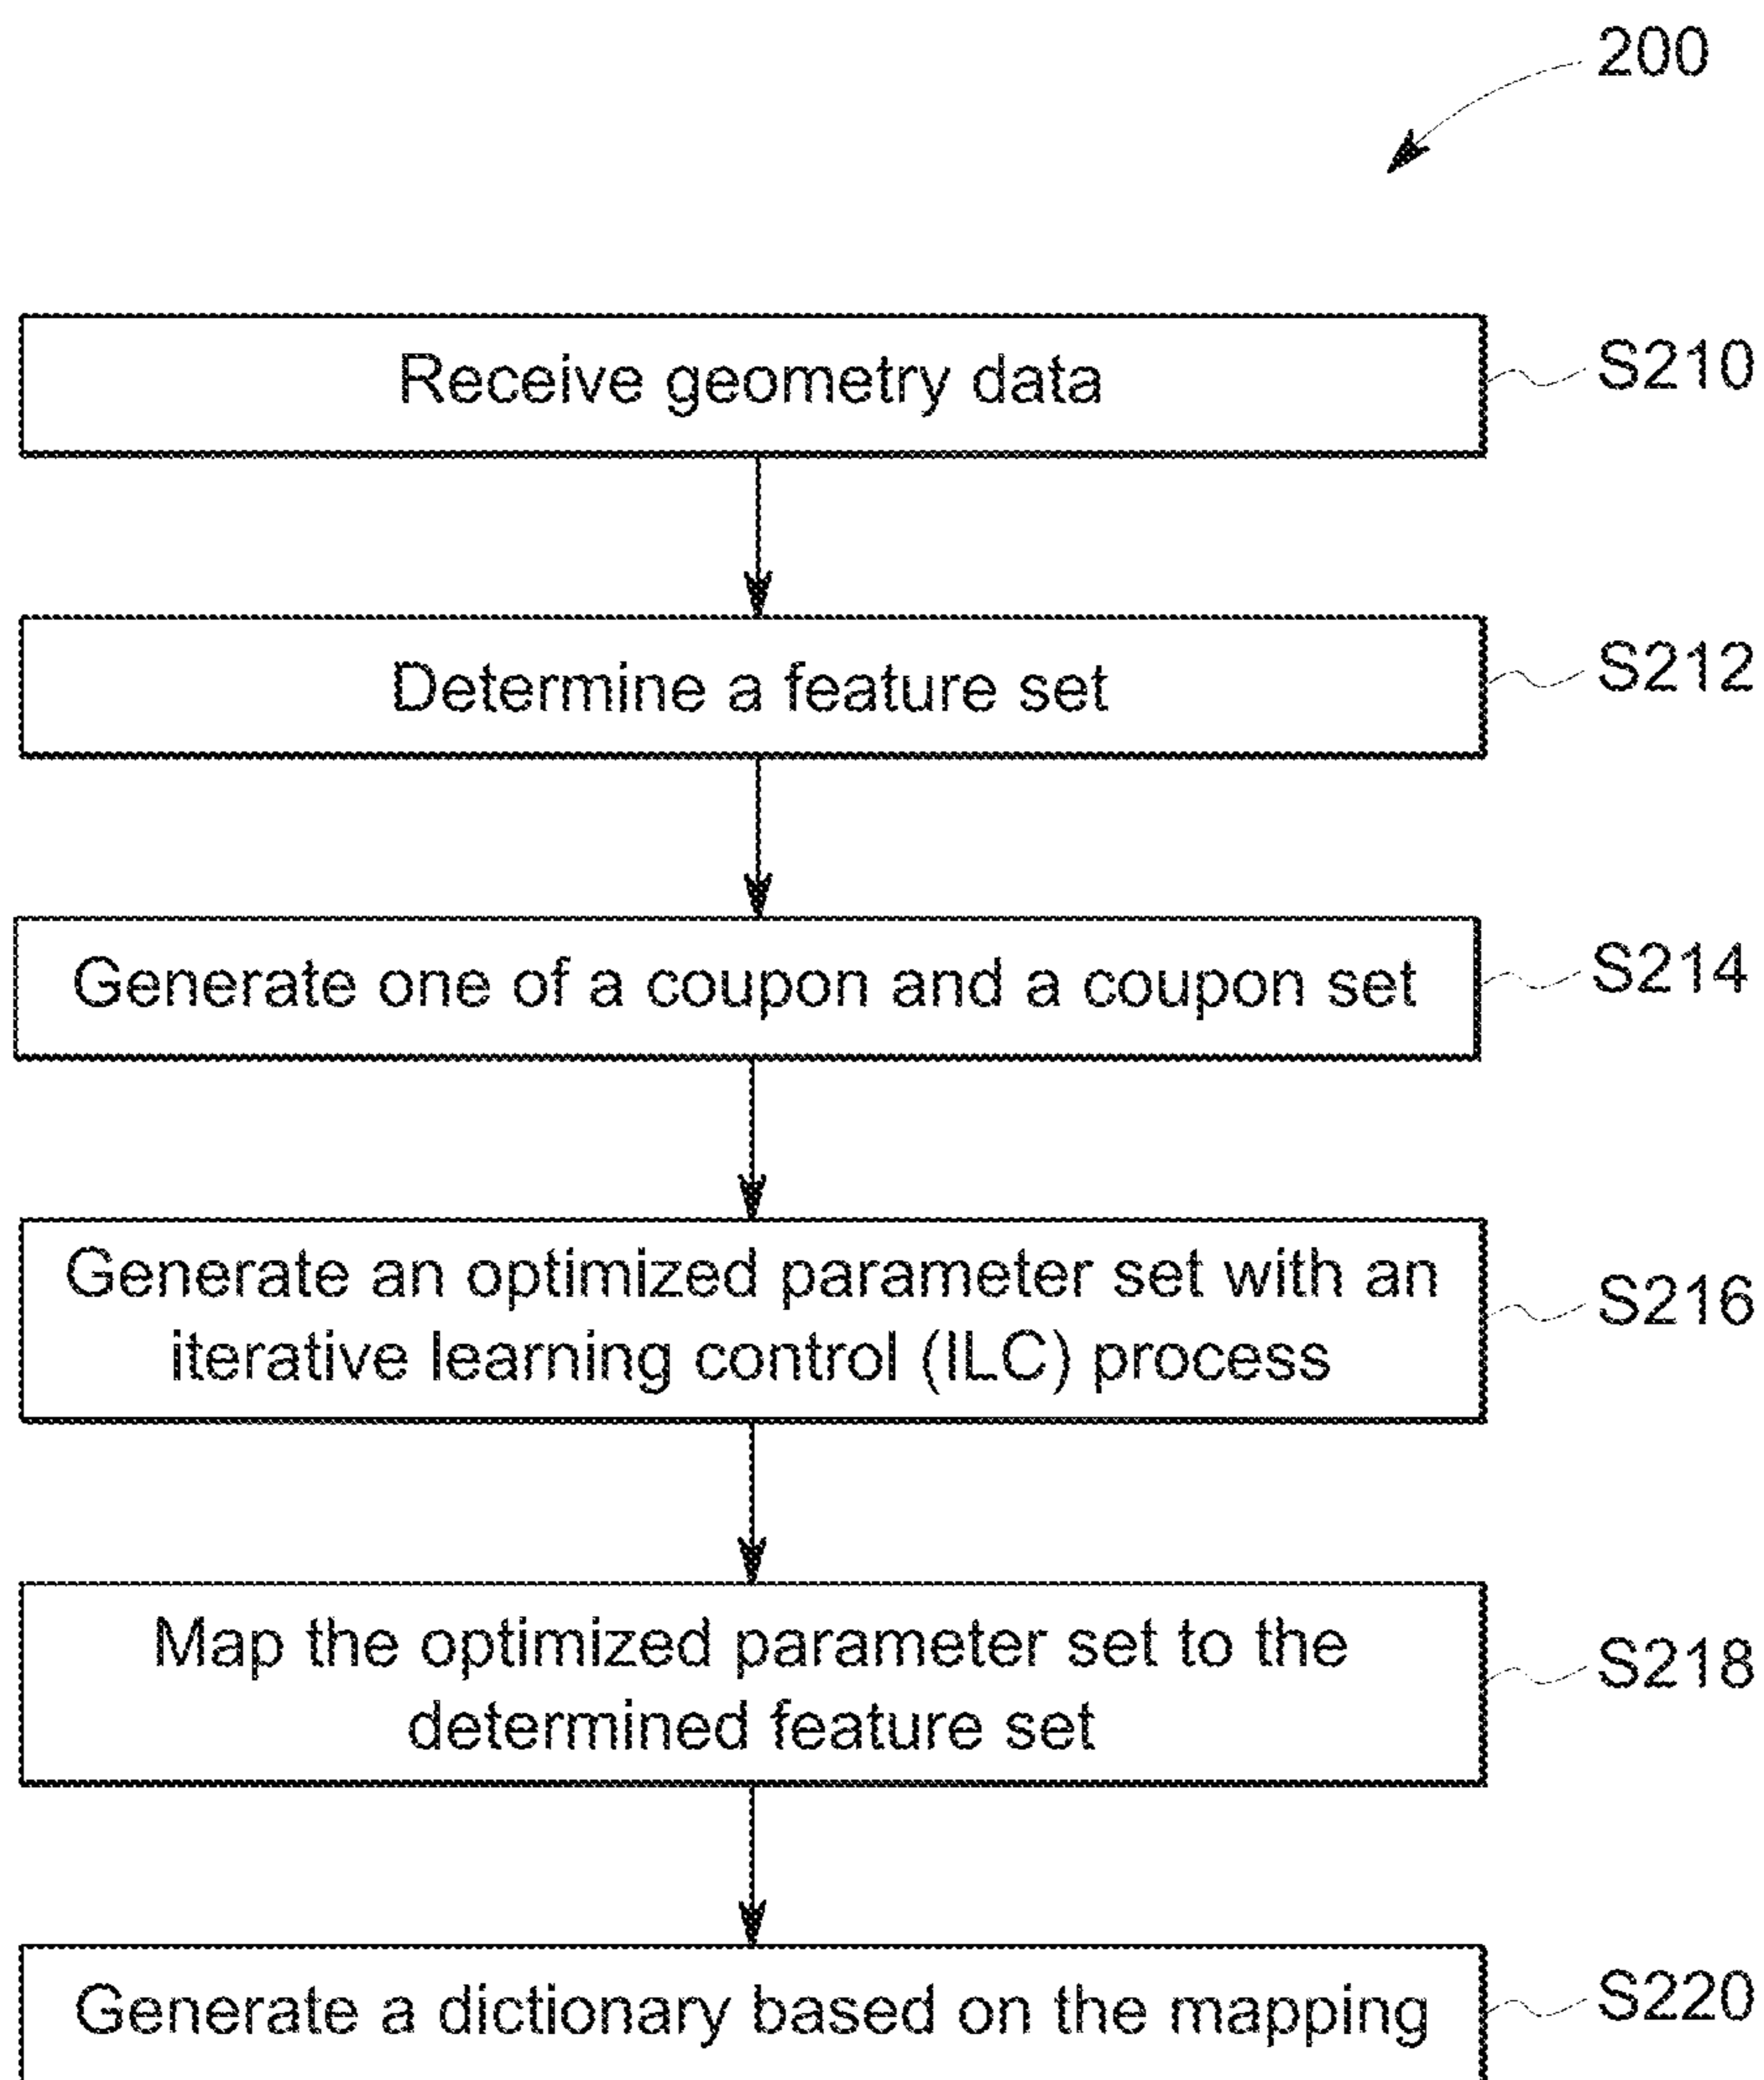 200
Receive geometry data
S210
Determine a feature set
S212
Generate one of a coupon and a coupon set
S214
Generate an optimized parameter set with an
iterative learning control (ILC) process
S216
Map the optimized parameter set to the
determined feature set
S218
Generate a dictionary based on the mapping
S220